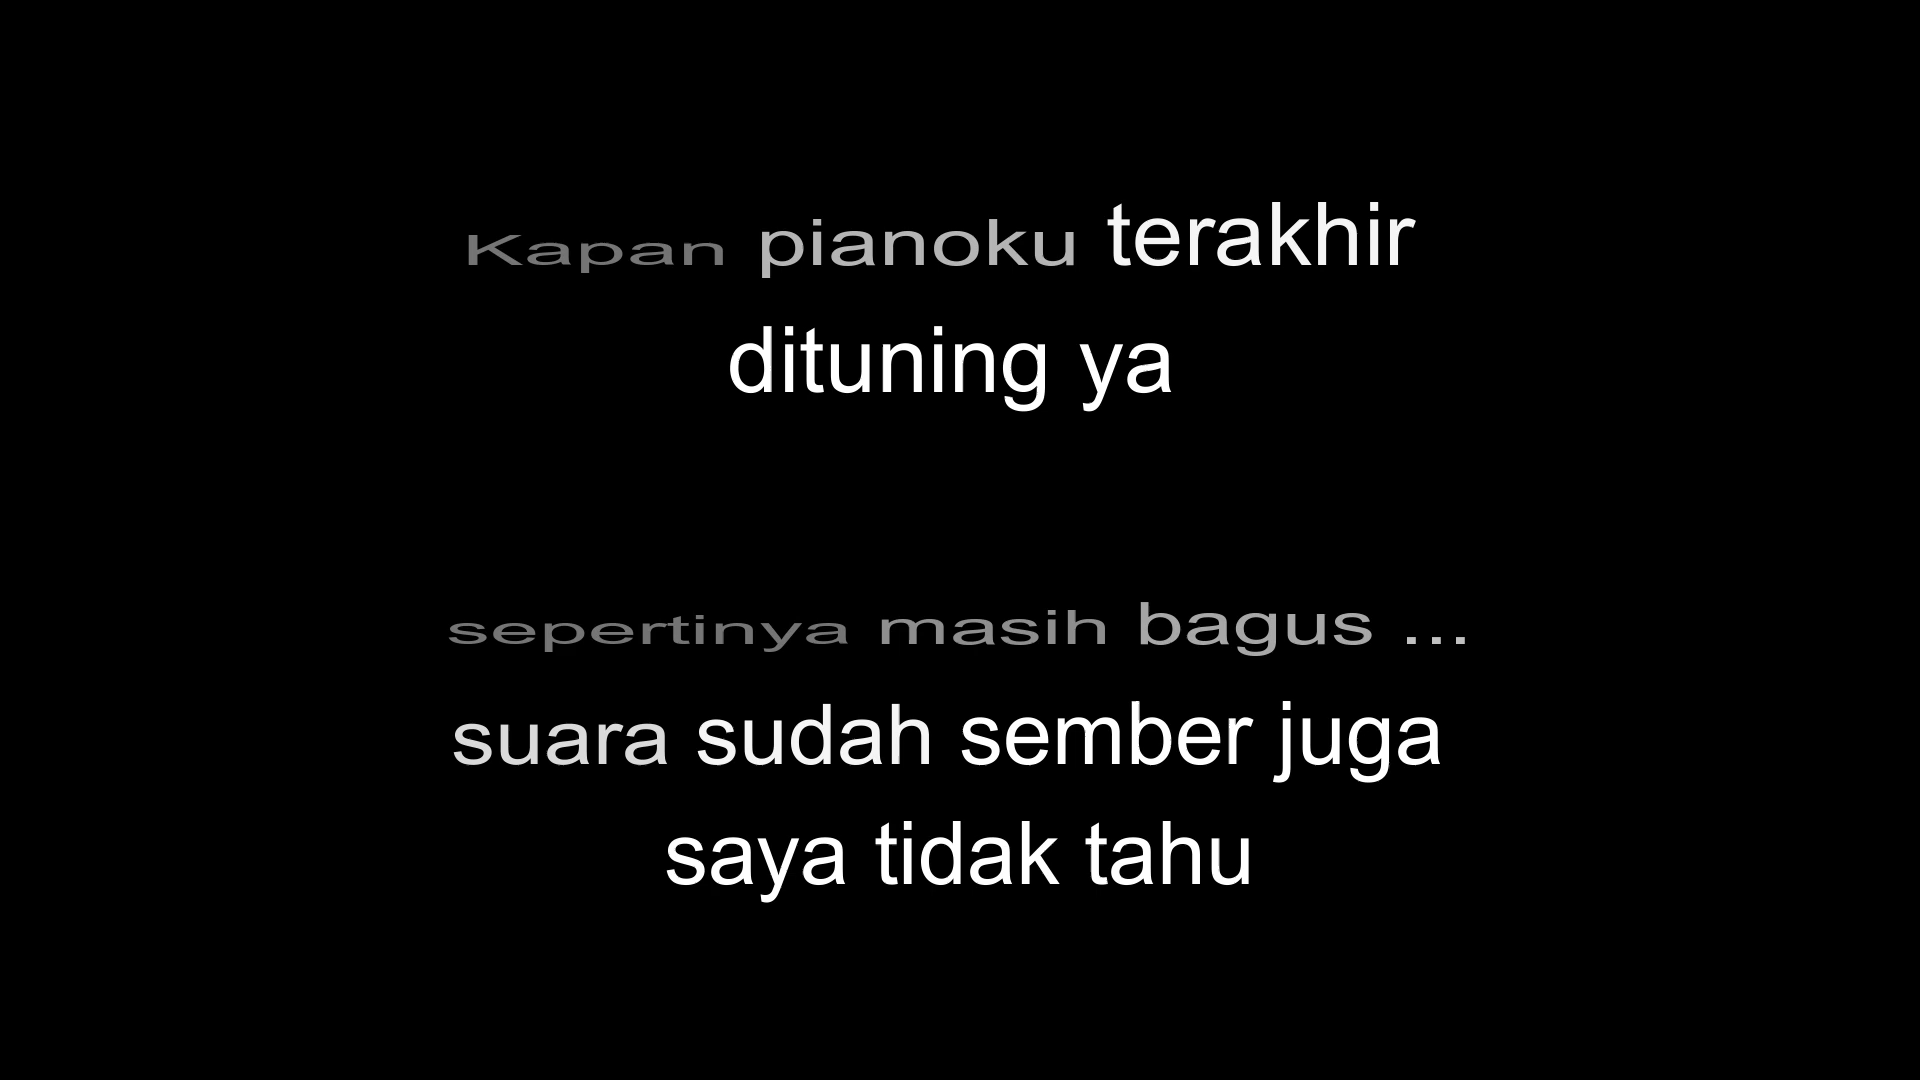 Kapan pianoku terakhir
dituning ya
sepertinya masih bagus ...
suara sudah sember juga
saya tidak tahu